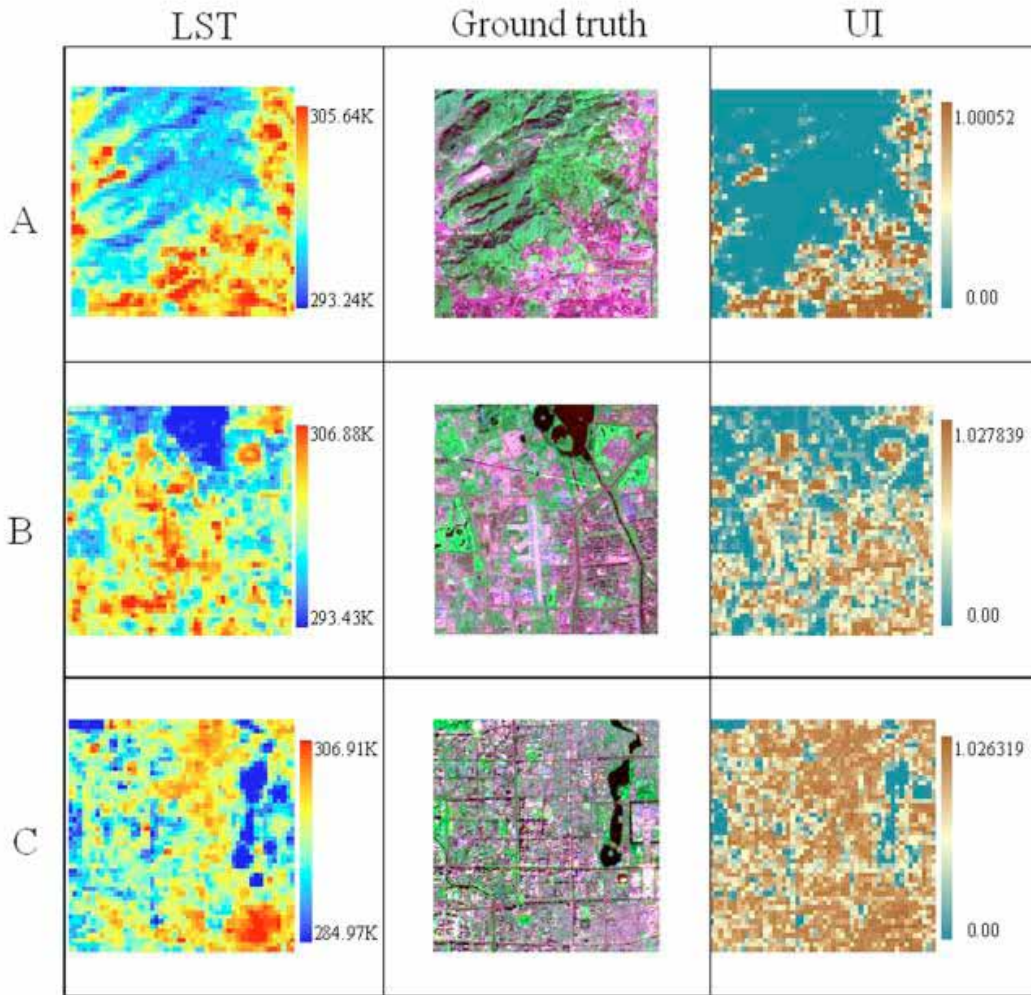 LST Ground truth UI
A
305.64K
293.24K
1.00052
0.00
B
306.88K
293.43K
1.027839
0.00
C
306.91K
284.97K
1.026319
0.00